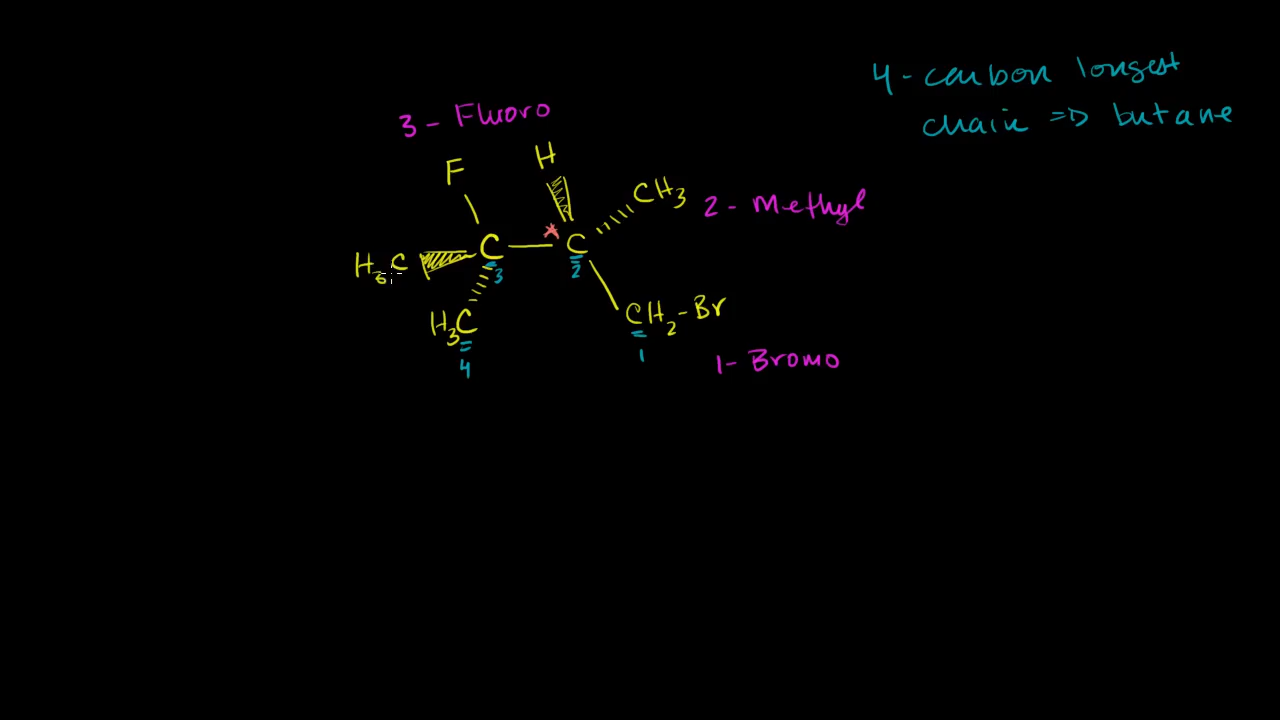 4-carbon longest
chain => butane
3-Fluoro
F H
CH3 2-Methyl
H3C C C
3 2
H3C CH2-Br
4 1
1-Bromo